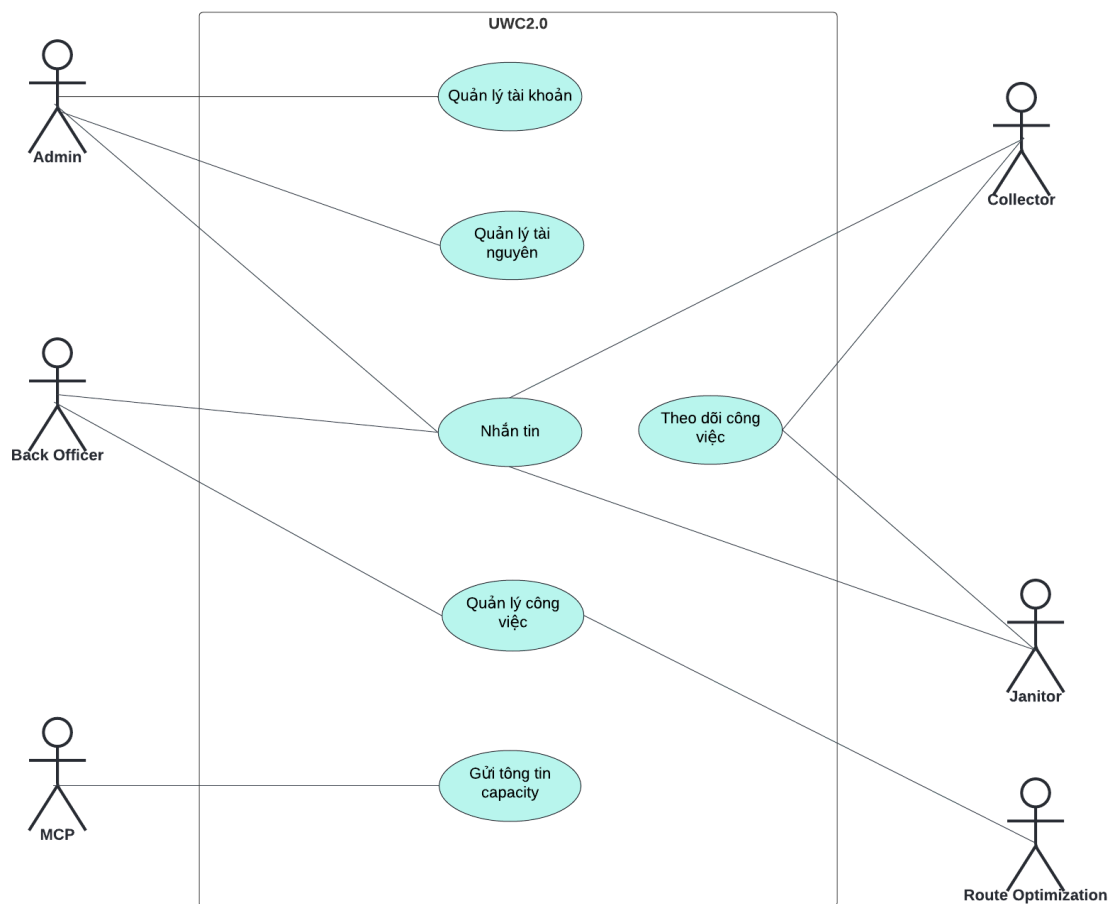 UWC2.0
Quản lý tài khoản
Admin
Collector
Quản lý tài
nguyên
Back Officer
Nhắn tin
Theo dõi công
việc
Quản lý công
việc
Janitor
MCP
Gửi tông tin
capacity
Route Optimization